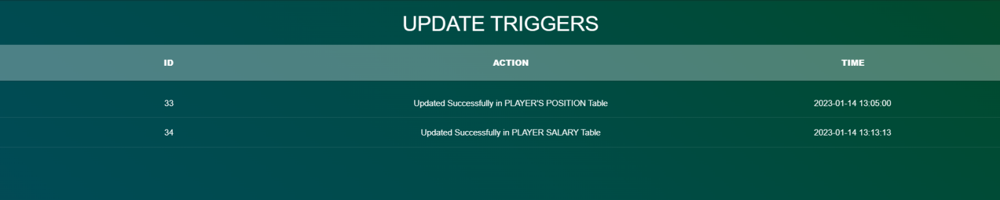 UPDATE TRIGGERS
ID ACTION TIME
33 Updated Successfully in PLAYER'S POSITION Table 2023-01-14 13:05:00
34 Updated Successfully in PLAYER SALARY Table 2023-01-14 13:13:13